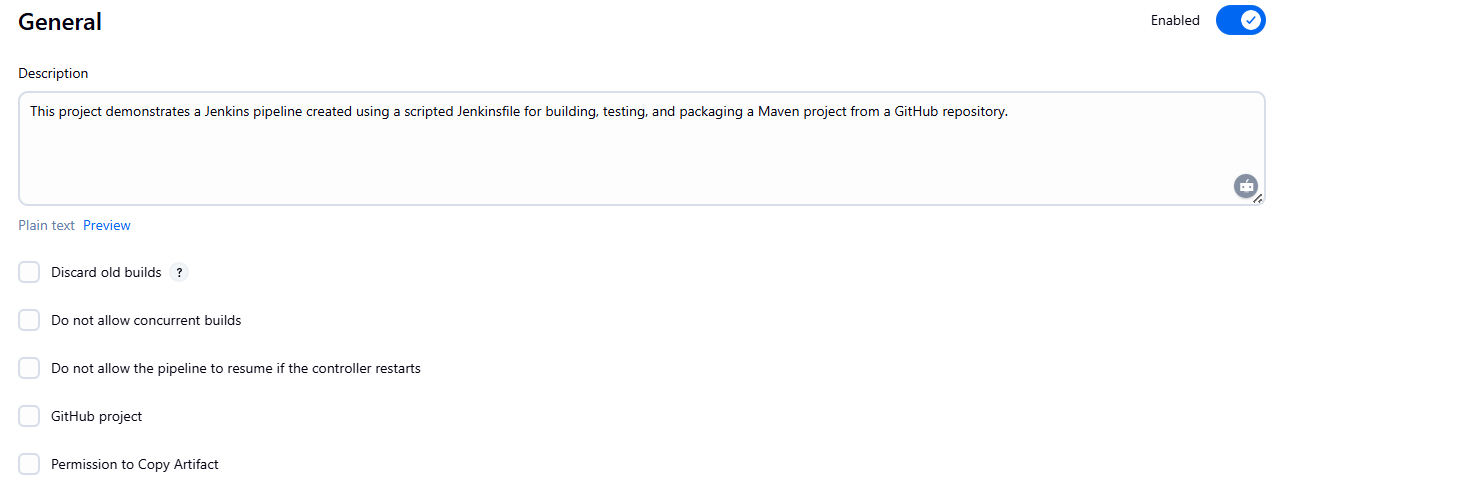 General
Enabled
Description
This project demonstrates a Jenkins pipeline created using a scripted Jenkinsfile for building, testing, and packaging a Maven project from a GitHub repository.
Plain text Preview
Discard old builds ?
Do not allow concurrent builds
Do not allow the pipeline to resume if the controller restarts
GitHub project
Permission to Copy Artifact